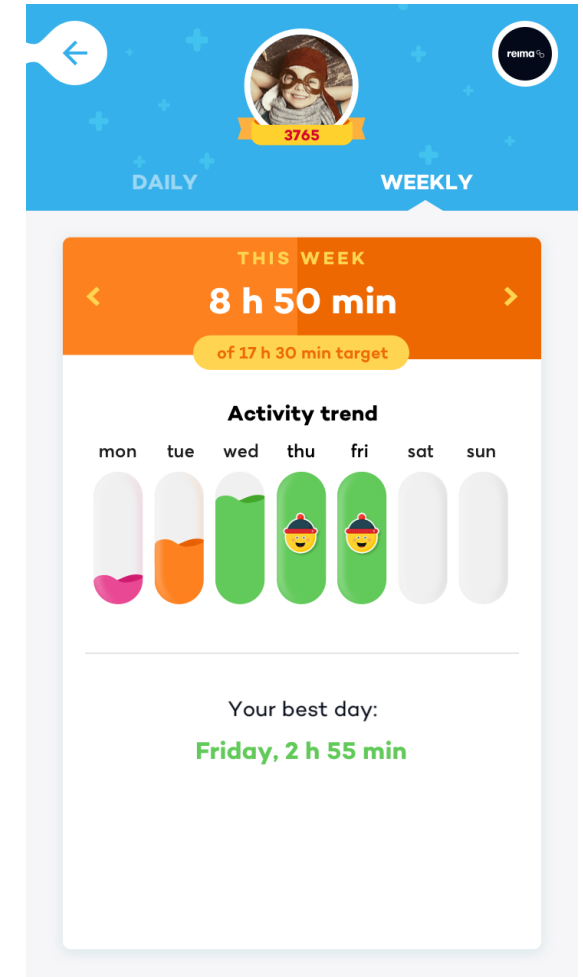 reima
3765
DAILY WEEKLY
THIS WEEK
8 h 50 min
of 17 h 30 min target
Activity trend
mon tue wed thu fri sat sun
Your best day:
Friday, 2 h 55 min